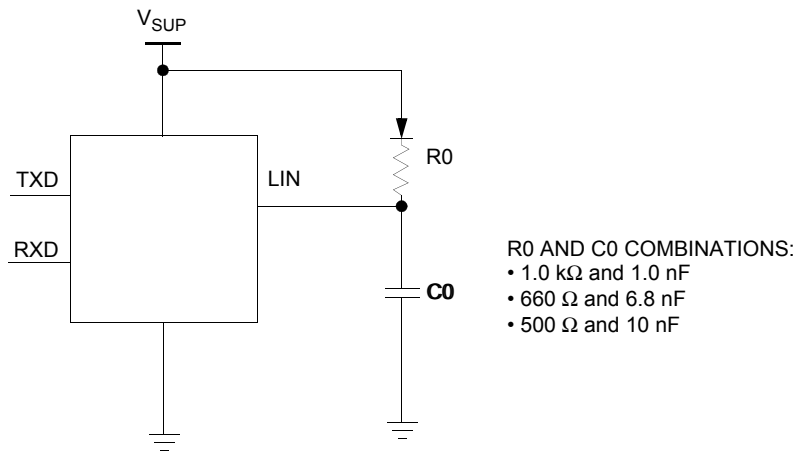 V_SUP
R0
TXD
LIN
RXD
C0
R0 AND C0 COMBINATIONS:
• 1.0 kΩ and 1.0 nF
• 660 Ω and 6.8 nF
• 500 Ω and 10 nF